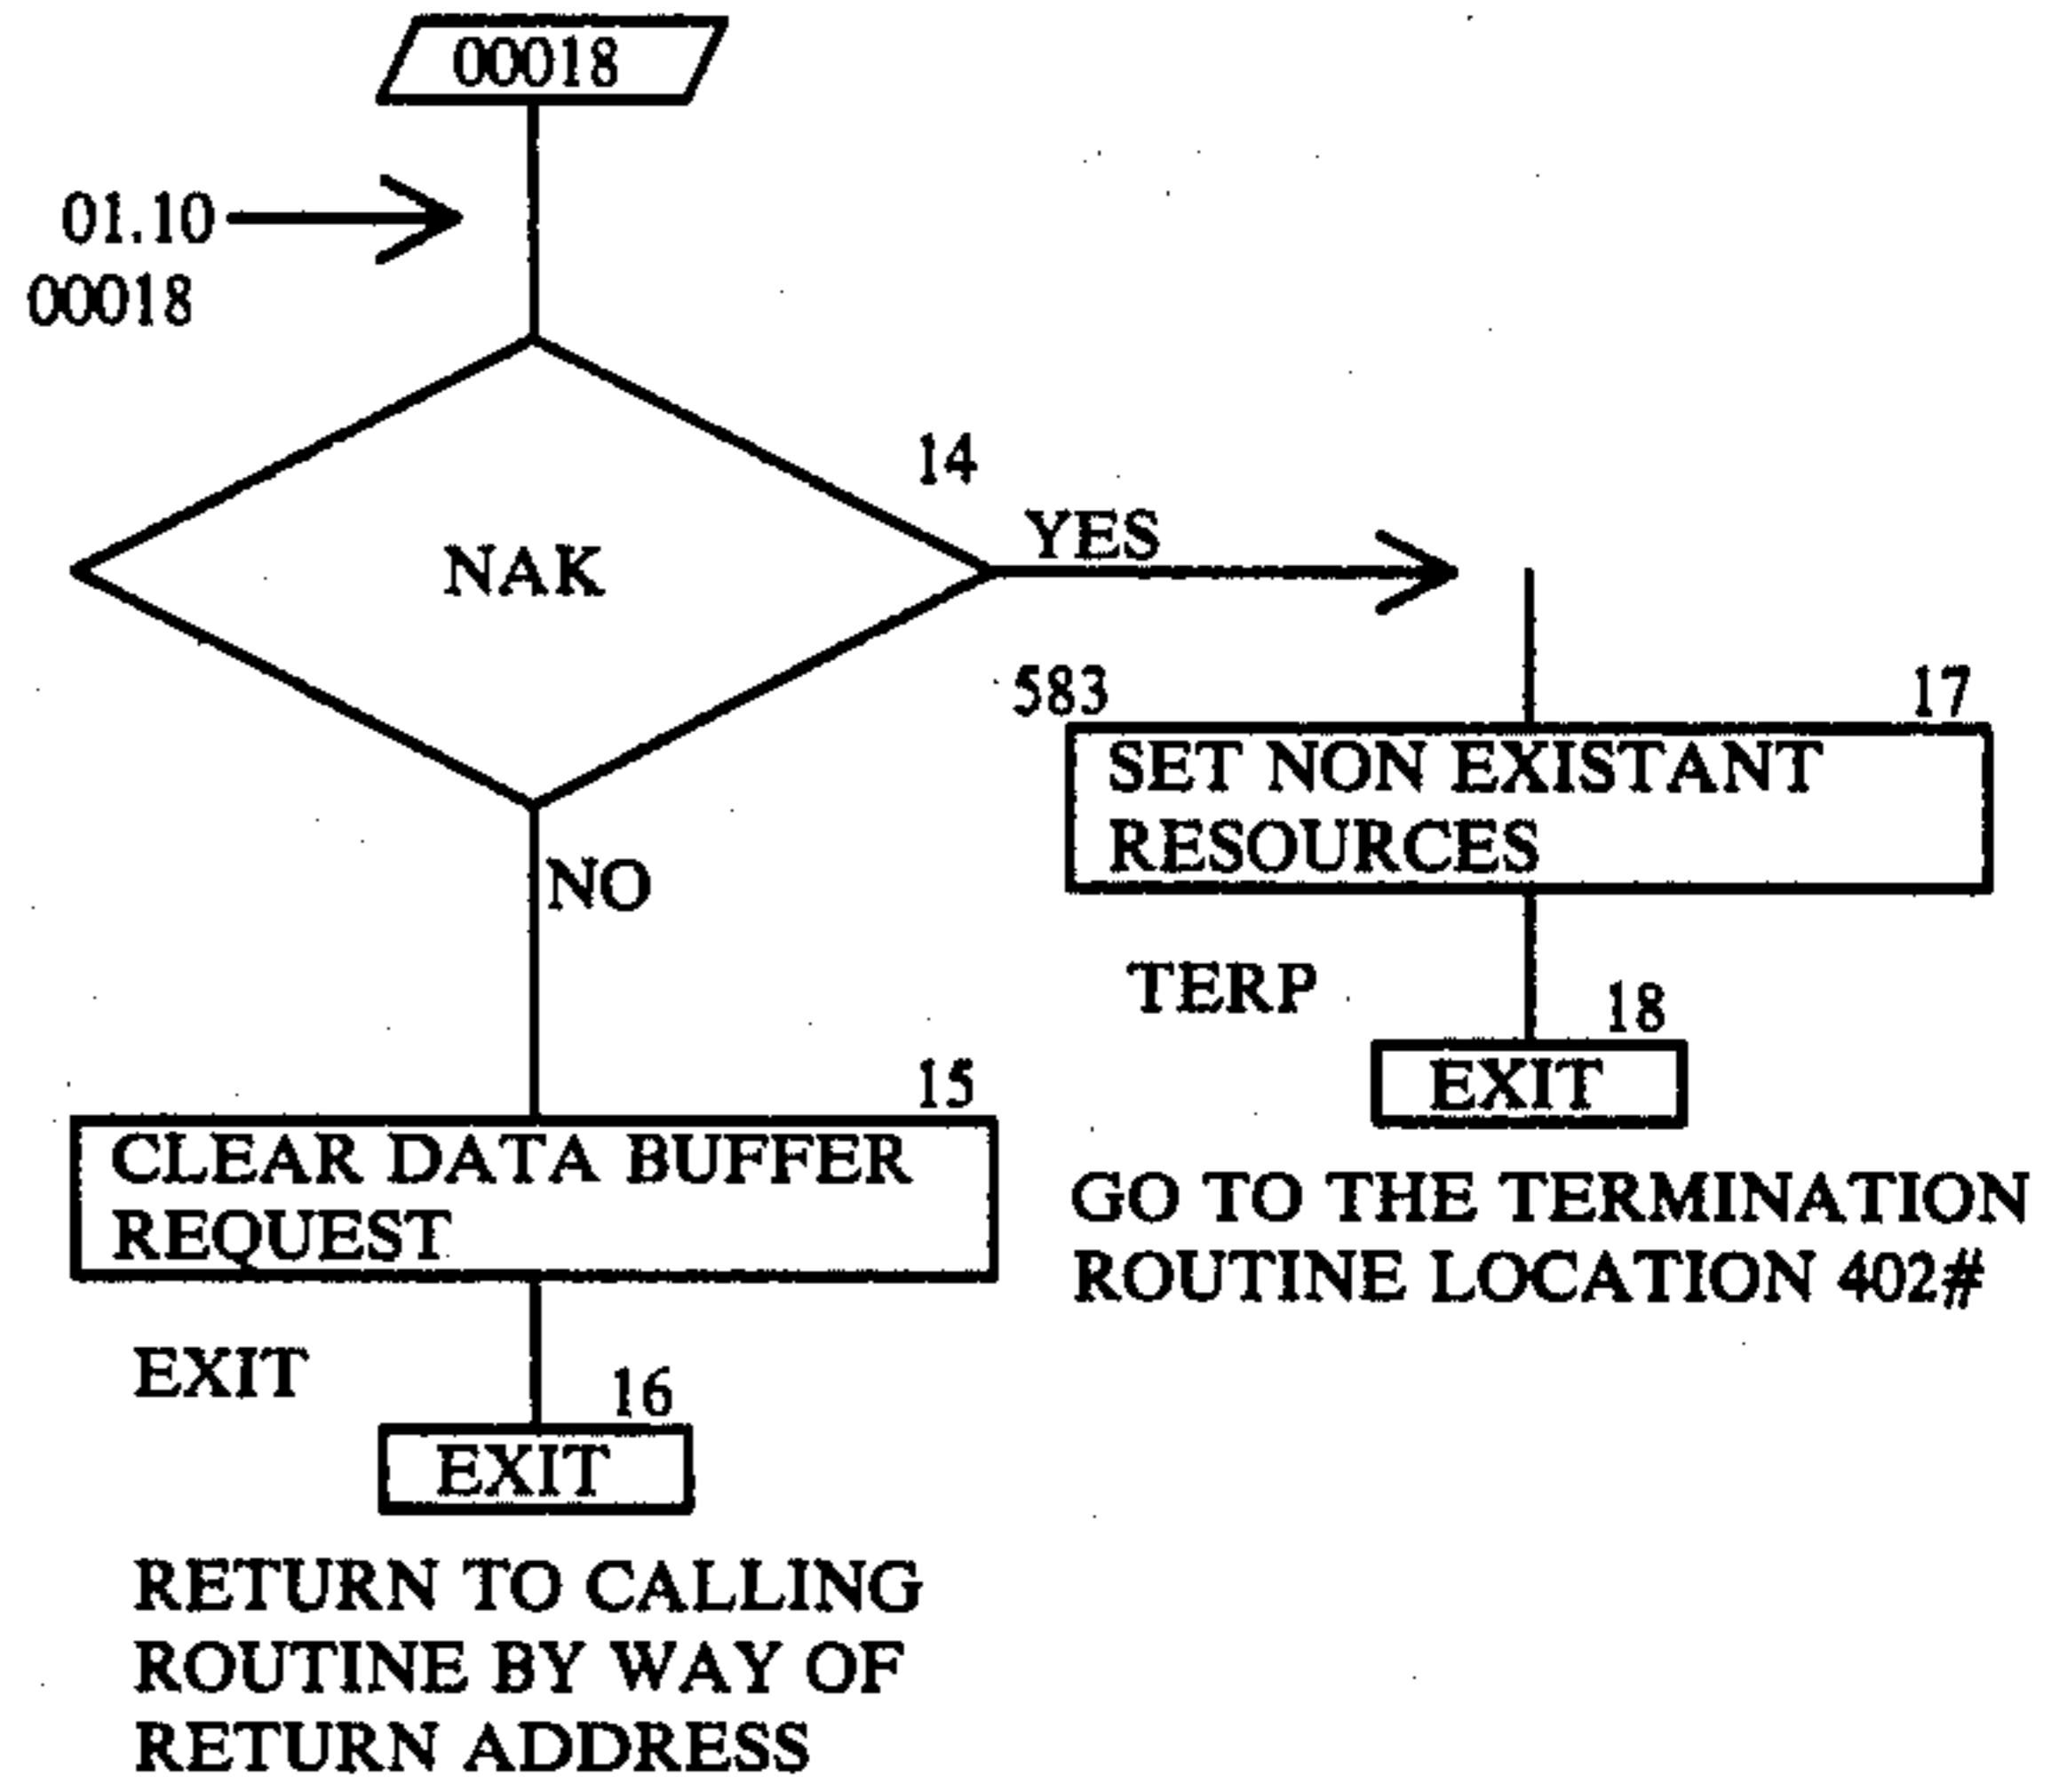 00018
01.10
00018
14
NAK
YES
583
17
SET NON EXISTANT
RESOURCES
NO
TERP
18
EXIT
GO TO THE TERMINATION
ROUTINE LOCATION 402#
15
CLEAR DATA BUFFER
REQUEST
EXIT
16
EXIT
RETURN TO CALLING
ROUTINE BY WAY OF
RETURN ADDRESS